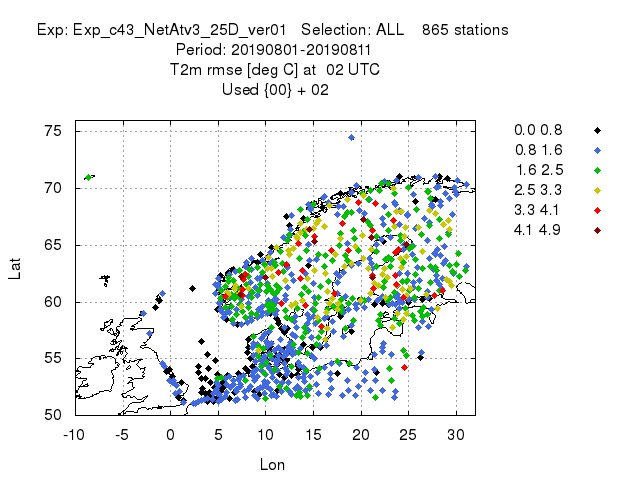 Exp: Exp_c43_NetAtv3_25D_ver01 Selection: ALL 865 stations
Period: 20190801-20190811
T2m rmse [deg C] at 02 UTC
Used {00} + 02
75
70
65
60
55
50
-10 -5 0 5 10 15 20 25 30
Lat
Lon
0.0 0.8
0.8 1.6
1.6 2.5
2.5 3.3
3.3 4.1
4.1 4.9